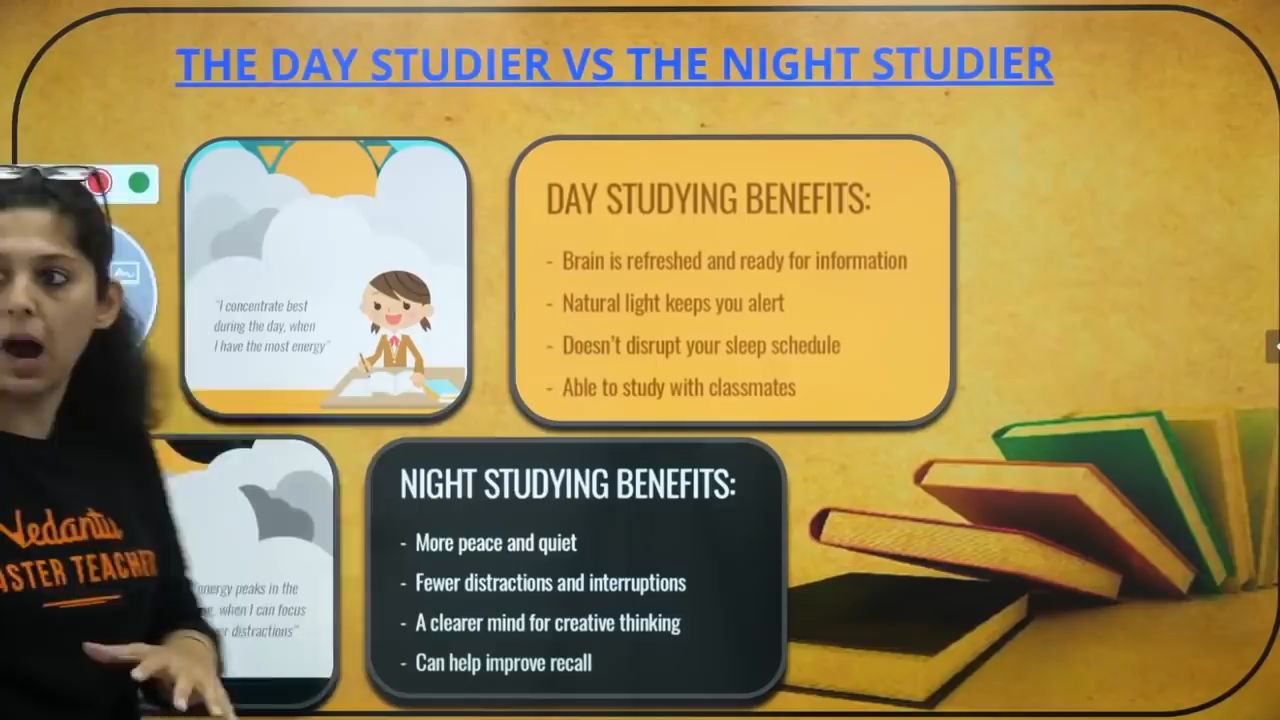 THE DAY STUDIER VS THE NIGHT STUDIER
"I concentrate best
during the day, when
I have the most energy"
DAY STUDYING BENEFITS:
- Brain is refreshed and ready for information
- Natural light keeps you alert
- Doesn't disrupt your sleep schedule
- Able to study with classmates
energy peaks in the
when I can focus
distractions"
NIGHT STUDYING BENEFITS:
- More peace and quiet
- Fewer distractions and interruptions
- A clearer mind for creative thinking
- Can help improve recall
Vedantu
TEACHER